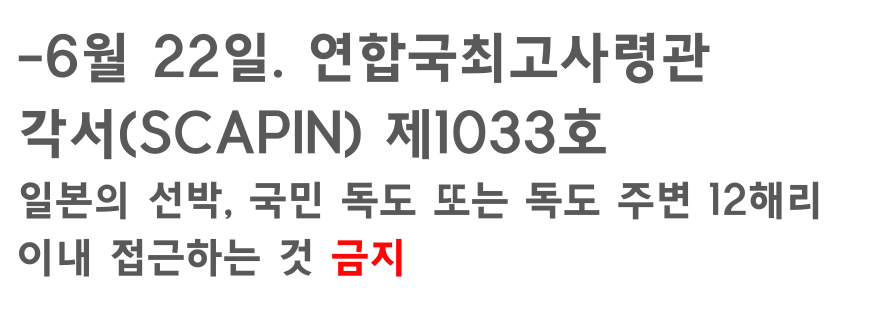 -6월 22일. 연합국최고사령관
각서(SCAPIN) 제1033호
일본의 선박, 국민 독도 또는 독도 주변 12해리
이내 접근하는 것 금지